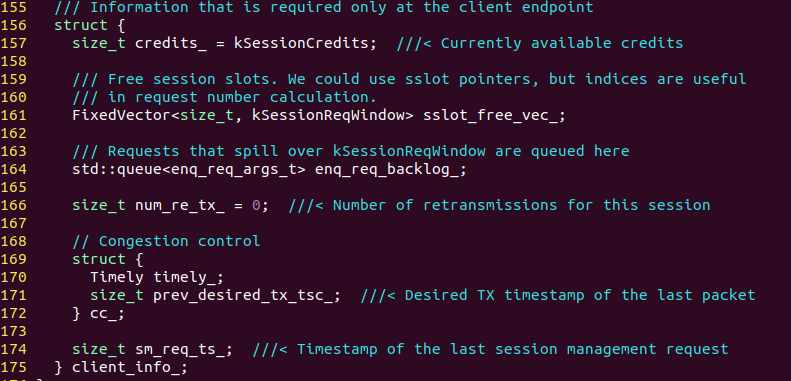 155   /// Information that is required only at the client endpoint
156   struct {
157     size_t credits_ = kSessionCredits;  ///< Currently available credits
158
159     /// Free session slots. We could use sslot pointers, but indices are useful
160     /// in request number calculation.
161     FixedVector<size_t, kSessionReqWindow> sslot_free_vec_;
162
163     /// Requests that spill over kSessionReqWindow are queued here
164     std::queue<enq_req_args_t> enq_req_backlog_;
165
166     size_t num_re_tx_ = 0;  ///< Number of retransmissions for this session
167
168     // Congestion control
169     struct {
170       Timely timely_;
171       size_t prev_desired_tx_tsc_;  ///< Desired TX timestamp of the last packet
172     } cc_;
173
174     size_t sm_req_ts_;  ///< Timestamp of the last session management request
175   } client_info_;